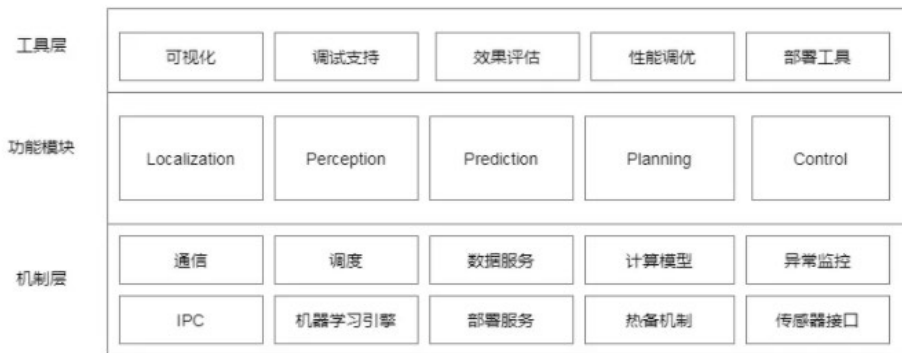 工具层
可视化
调试支持
效果评估
性能调优
部署工具
功能模块
Localization
Perception
Prediction
Planning
Control
机制层
通信
调度
数据服务
计算模型
异常监控
IPC
机器学习引擎
部署服务
热备机制
传感器接口